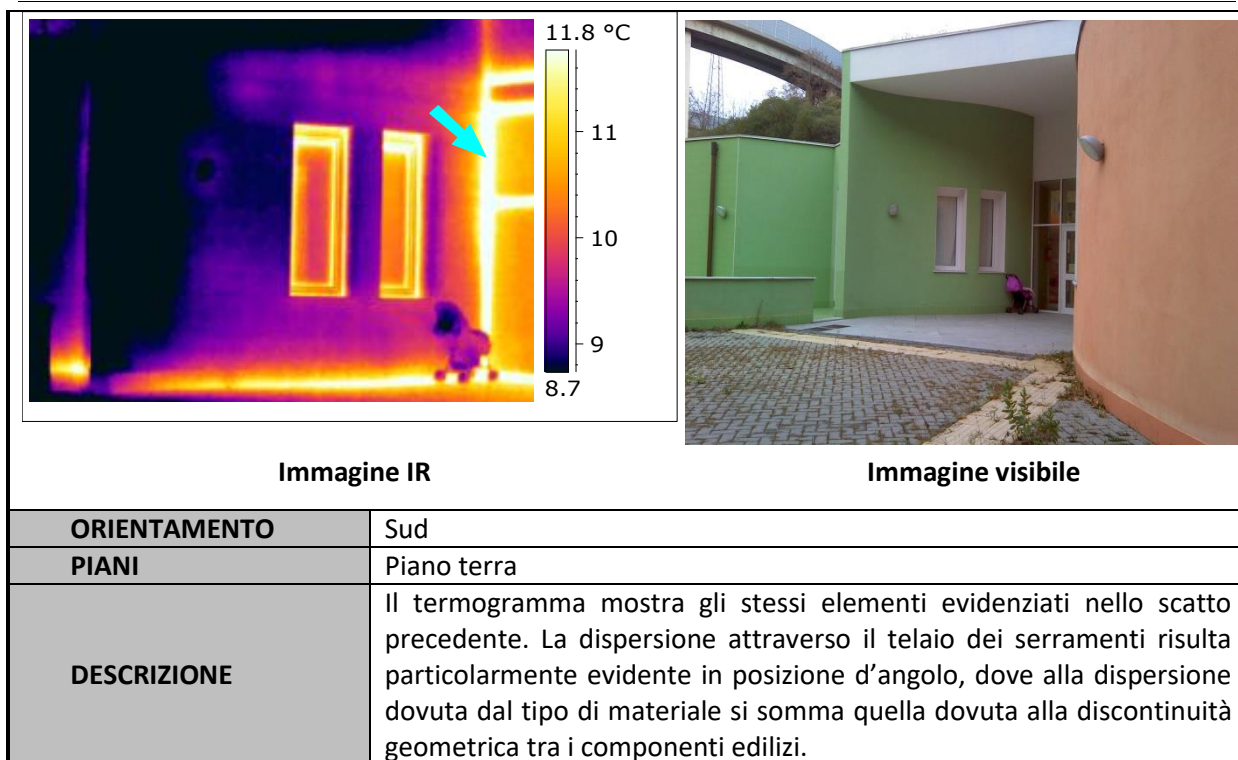 11.8 °C
11
10
9
8.7
Immagine IR
Immagine visibile
ORIENTAMENTO
Sud
PIANI
Piano terra
DESCRIZIONE
Il termogramma mostra gli stessi elementi evidenziati nello scatto
precedente. La dispersione attraverso il telaio dei serramenti risulta
particolarmente evidente in posizione d’angolo, dove alla dispersione
dovuta dal tipo di materiale si somma quella dovuta alla discontinuità
geometrica tra i componenti edilizi.